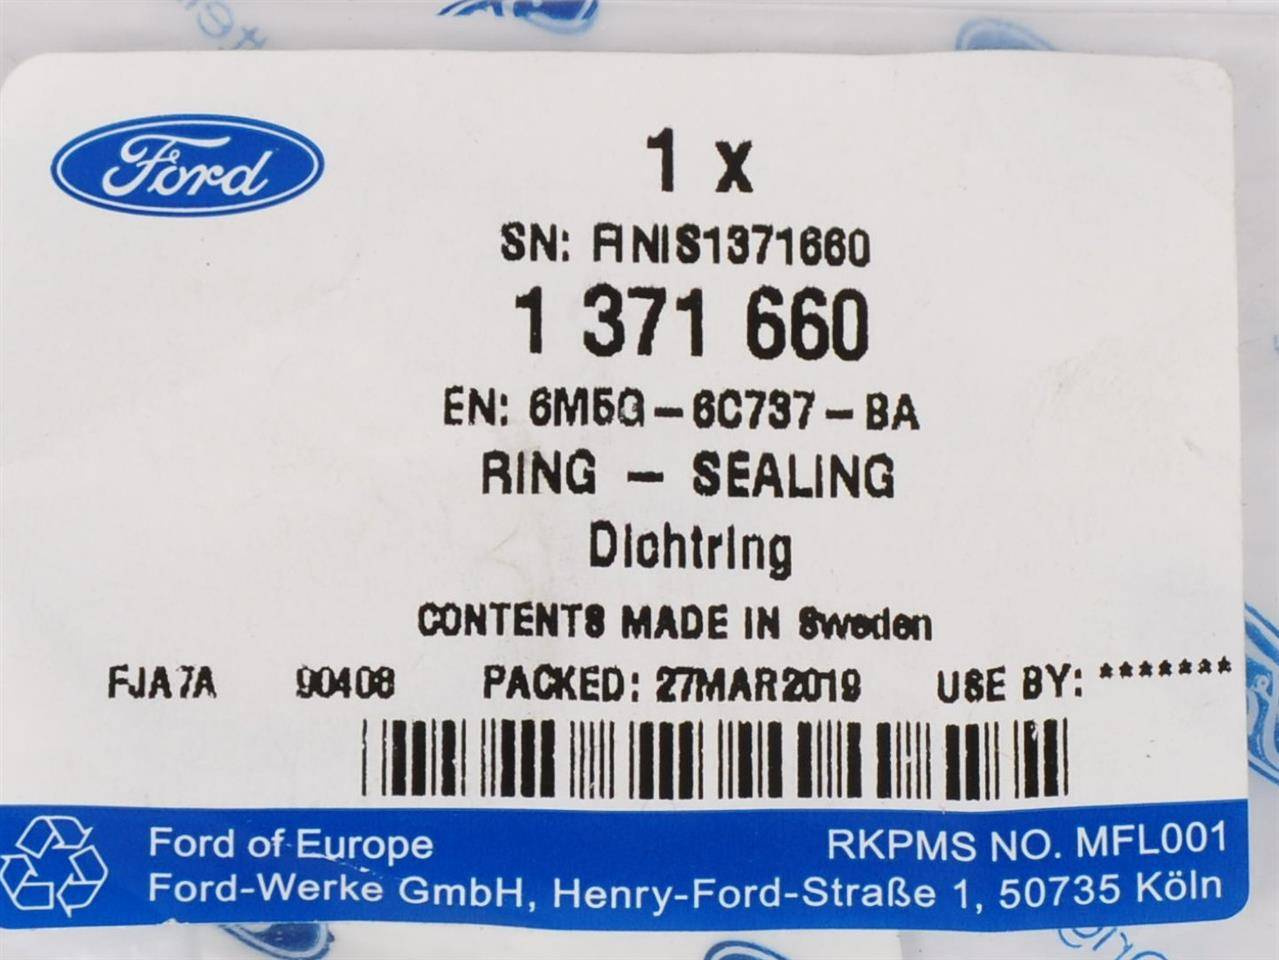 Ford
1 x
SN: FINIS1371660
1 371 660
EN: 6M5G-6C737-BA
RING - SEALING
Dichtring
CONTENTS MADE IN Sweden
FJA7A 90408 PACKED: 27MAR2019 USE BY: *******
Ford of Europe RKPMS NO. MFL001
Ford-Werke GmbH, Henry-Ford-Straße 1, 50735 Köln